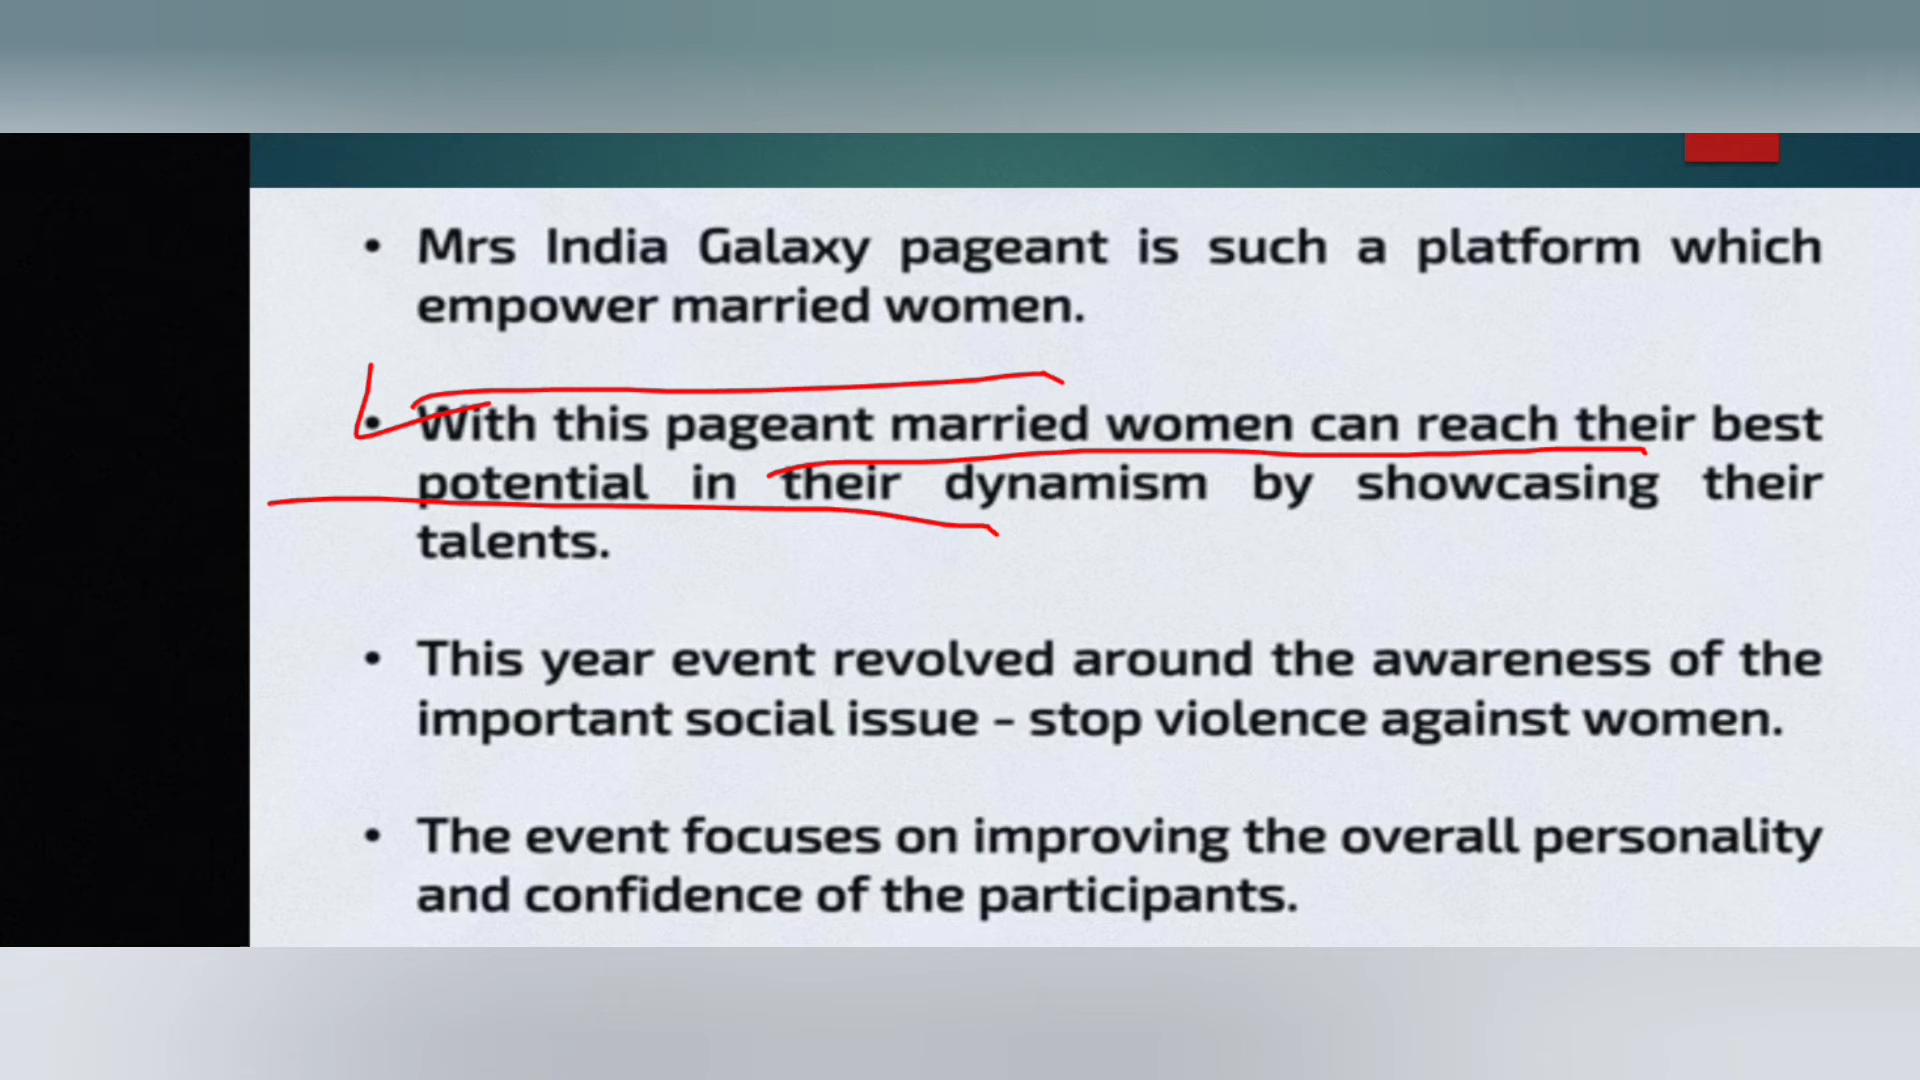 • Mrs India Galaxy pageant is such a platform which
empower married women.
• With this pageant married women can reach their best
potential in their dynamism by showcasing their
talents.
• This year event revolved around the awareness of the
important social issue - stop violence against women.
• The event focuses on improving the overall personality
and confidence of the participants.